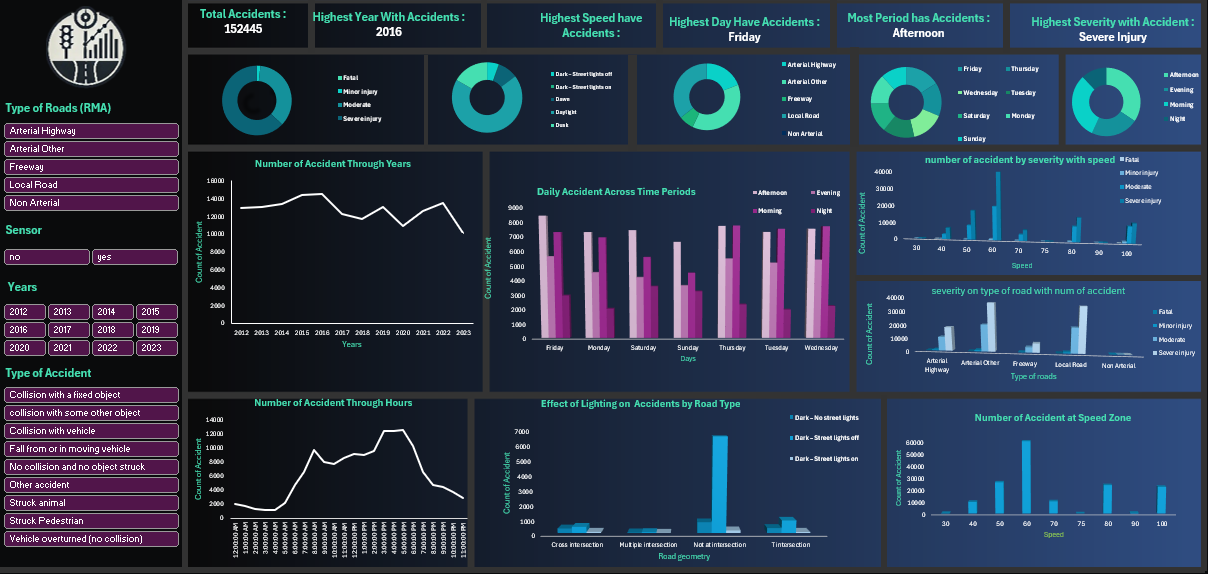 Total Accidents :
152445
Highest Year With Accidents :
2016
Highest Speed have
Accidents :
Highest Day Have Accidents :
Friday
Most Period has Accidents :
Afternoon
Highest Severity with Accident :
Severe Injury
Type of Roads (RMA)
Arterial Highway
Arterial Other
Freeway
Local Road
Non Arterial
Sensor
no yes
Years
2012 2013 2014 2015
2016 2017 2018 2019
2020 2021 2022 2023
Type of Accident
Collision with a fixed object
collision with some other object
Collision with vehicle
Fall from or in moving vehicle
No collision and no object struck
Other accident
Struck animal
Struck Pedestrian
Vehicle overturned (no collision)
Fatal
Minor injury
Moderate
Severe injury
Dark - Street lights off
Dark - Street lights on
Dawn
Daylight
Dusk
Arterial Highway
Arterial Other
Freeway
Local Road
Non Arterial
Friday Thursday
Wednesday Tuesday
Saturday Monday
Sunday
Afternoon
Evening
Morning
Night
Number of Accident Through Years
16000
14000
12000
10000
8000
6000
4000
2000
0
Count of Accident
2012 2013 2014 2015 2016 2017 2018 2019 2020 2021 2022 2023
Years
Daily Accident Across Time Periods
Afternoon Evening
Morning Night
9000
8000
7000
6000
5000
4000
3000
2000
1000
0
Count of Accident
Friday Monday Saturday Sunday Thursday Tuesday Wednesday
Days
number of accident by severity with speed
Fatal
Minor injury
Moderate
Severe injury
40000
30000
20000
10000
0
Count of Accident
30 40 50 60 70 75 80 90 100
Speed
severity on type of road with num of accident
Fatal
Minor injury
Moderate
Severe injury
40000
30000
20000
10000
0
Count of Accident
Arterial Highway Arterial Other Freeway Local Road Non Arterial
Type of roads
Number of Accident Through Hours
14000
12000
10000
8000
6000
4000
2000
0
Count of Accident
12:00:00 AM 1:00:00 AM 2:00:00 AM 3:00:00 AM 4:00:00 AM 5:00:00 AM 6:00:00 AM 7:00:00 AM 8:00:00 AM 9:00:00 AM 10:00:00 AM 11:00:00 AM 12:00:00 PM 1:00:00 PM 2:00:00 PM 3:00:00 PM 4:00:00 PM 5:00:00 PM 6:00:00 PM 7:00:00 PM 8:00:00 PM 9:00:00 PM 10:00:00 PM 11:00:00 PM
Effect of Lighting on Accidents by Road Type
Dark - No street lights
Dark - Street lights off
Dark - Street lights on
7000
6000
5000
4000
3000
2000
1000
0
Count of Accident
Cross intersection Multiple intersection Not at intersection T intersection
Road geometry
Number of Accident at Speed Zone
60000
50000
40000
30000
20000
10000
0
Count of Accident
30 40 50 60 70 75 80 90 100
Speed